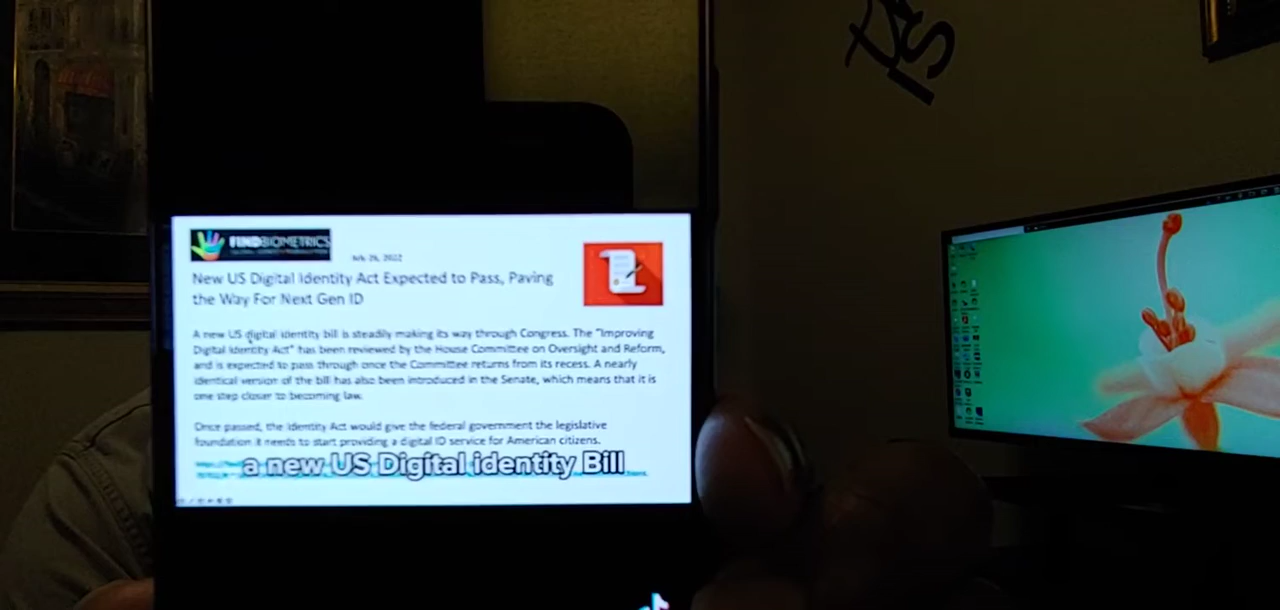 IS
FINDBIOMETRICS
July 26, 2022
New US Digital Identity Act Expected to Pass, Paving
the Way For Next Gen ID
A new US digital identity bill is steadily making its way through Congress. The "Improving
Digital Identity Act" has been reviewed by the House Committee on Oversight and Reform,
and is expected to pass through once the Committee returns from its recess. A nearly
identical version of the bill has also been introduced in the Senate, which means that it is
one step closer to becoming law.
Once passed, the Identity Act would give the federal government the legislative
foundation it needs to start providing a digital ID service for American citizens.
a new US Digital identity Bill